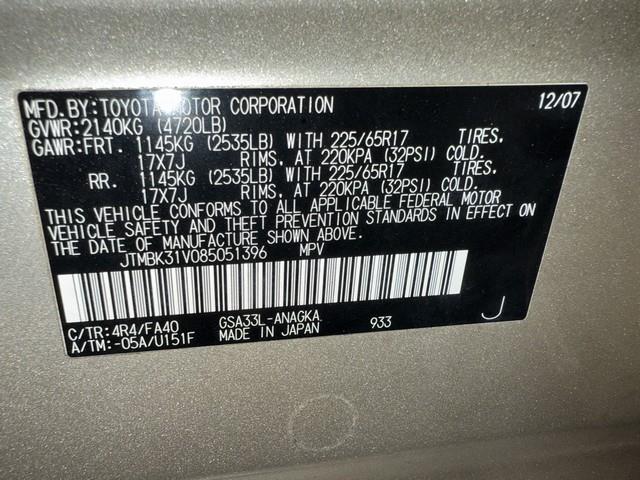 MFD.BY:TOYOTA MOTOR CORPORATION 12/07
GVWR:2140KG (4720LB)
GAWR:FRT. 1145KG (2535LB) WITH 225/65R17 TIRES,
17X7J RIMS, AT 220KPA (32PSI) COLD.
RR. 1145KG (2535LB) WITH 225/65R17 TIRES,
17X7J RIMS, AT 220KPA (32PSI) COLD.
THIS VEHICLE CONFORMS TO ALL APPLICABLE FEDERAL MOTOR
VEHICLE SAFETY AND THEFT PREVENTION STANDARDS IN EFFECT ON
THE DATE OF MANUFACTURE SHOWN ABOVE.
JTMBK31V085051396 MPV
C/TR:4R4/FA40 GSA33L-ANAGKA 933
A/TM:-05A/U151F MADE IN JAPAN
J